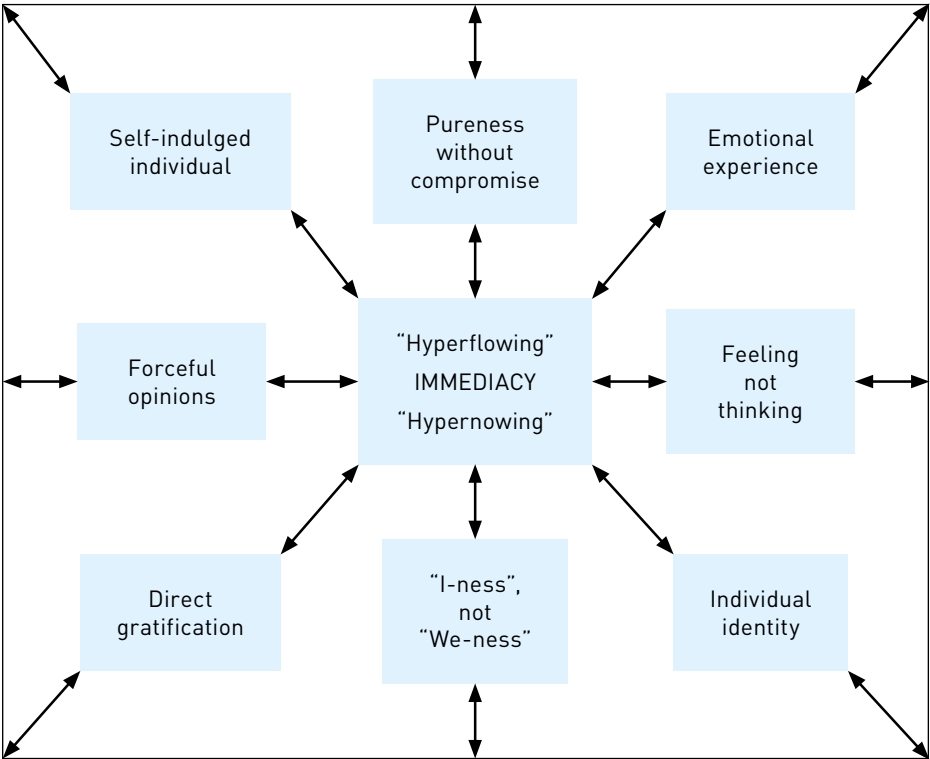 Self-indulged
individual
Pureness
without
compromise
Emotional
experience
Forceful
opinions
“Hyperflowing”
IMMEDIACY
“Hypernowing”
Feeling
not
thinking
Direct
gratification
“I-ness”,
not
“We-ness”
Individual
identity